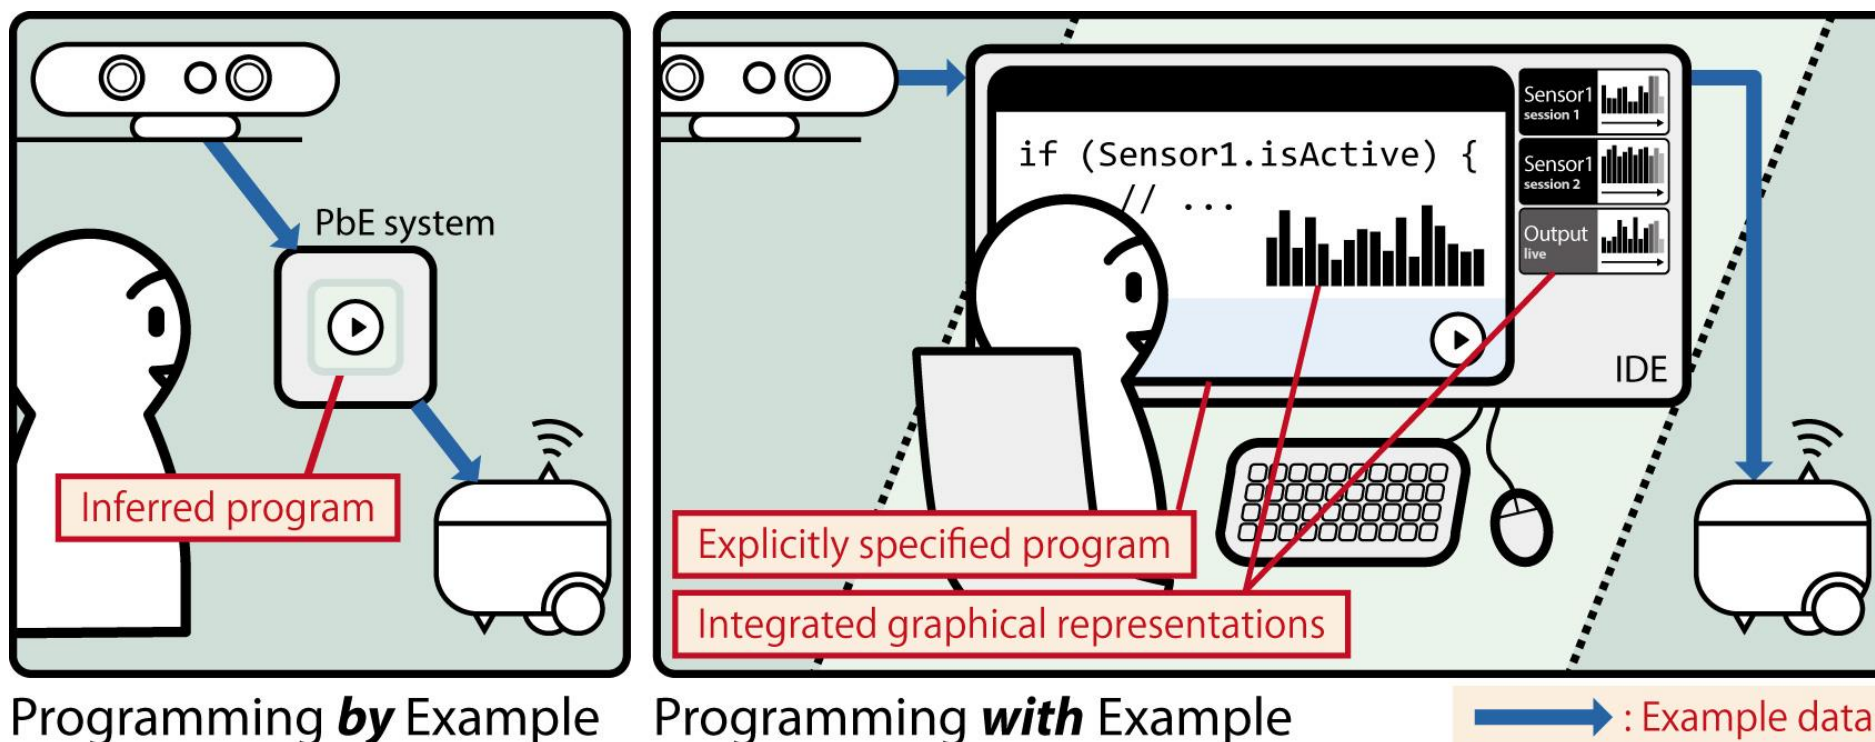 PbE system
Inferred program
Programming by Example
if (Sensor1.isActive) {
// ...
Sensor1
session 1
Sensor1
session 2
Output
live
IDE
Explicitly specified program
Integrated graphical representations
Programming with Example
: Example data